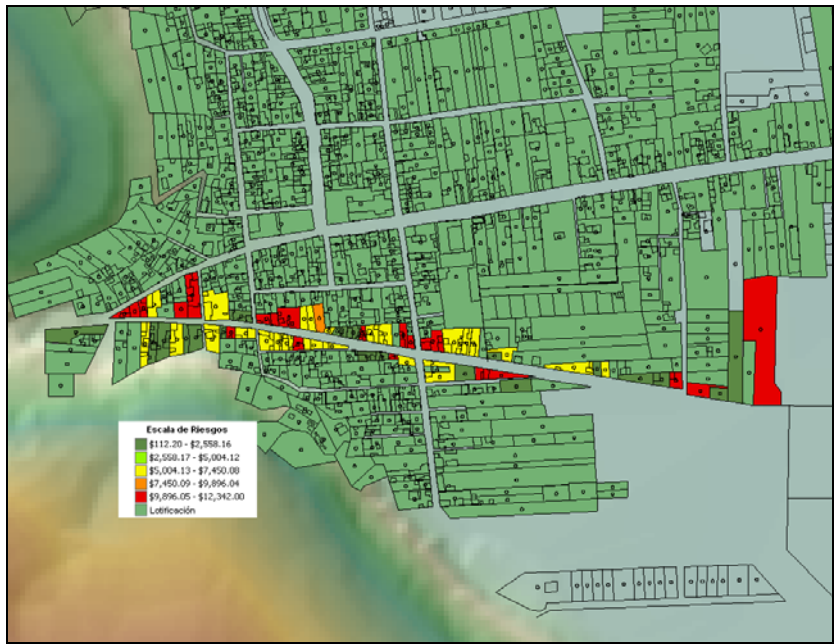 Escala de Riesgos
$112.20 - $2,558.16
$2,558.17 - $5,004.12
$5,004.13 - $7,450.08
$7,450.09 - $9,896.04
$9,896.05 - $12,342.00
Lotificación